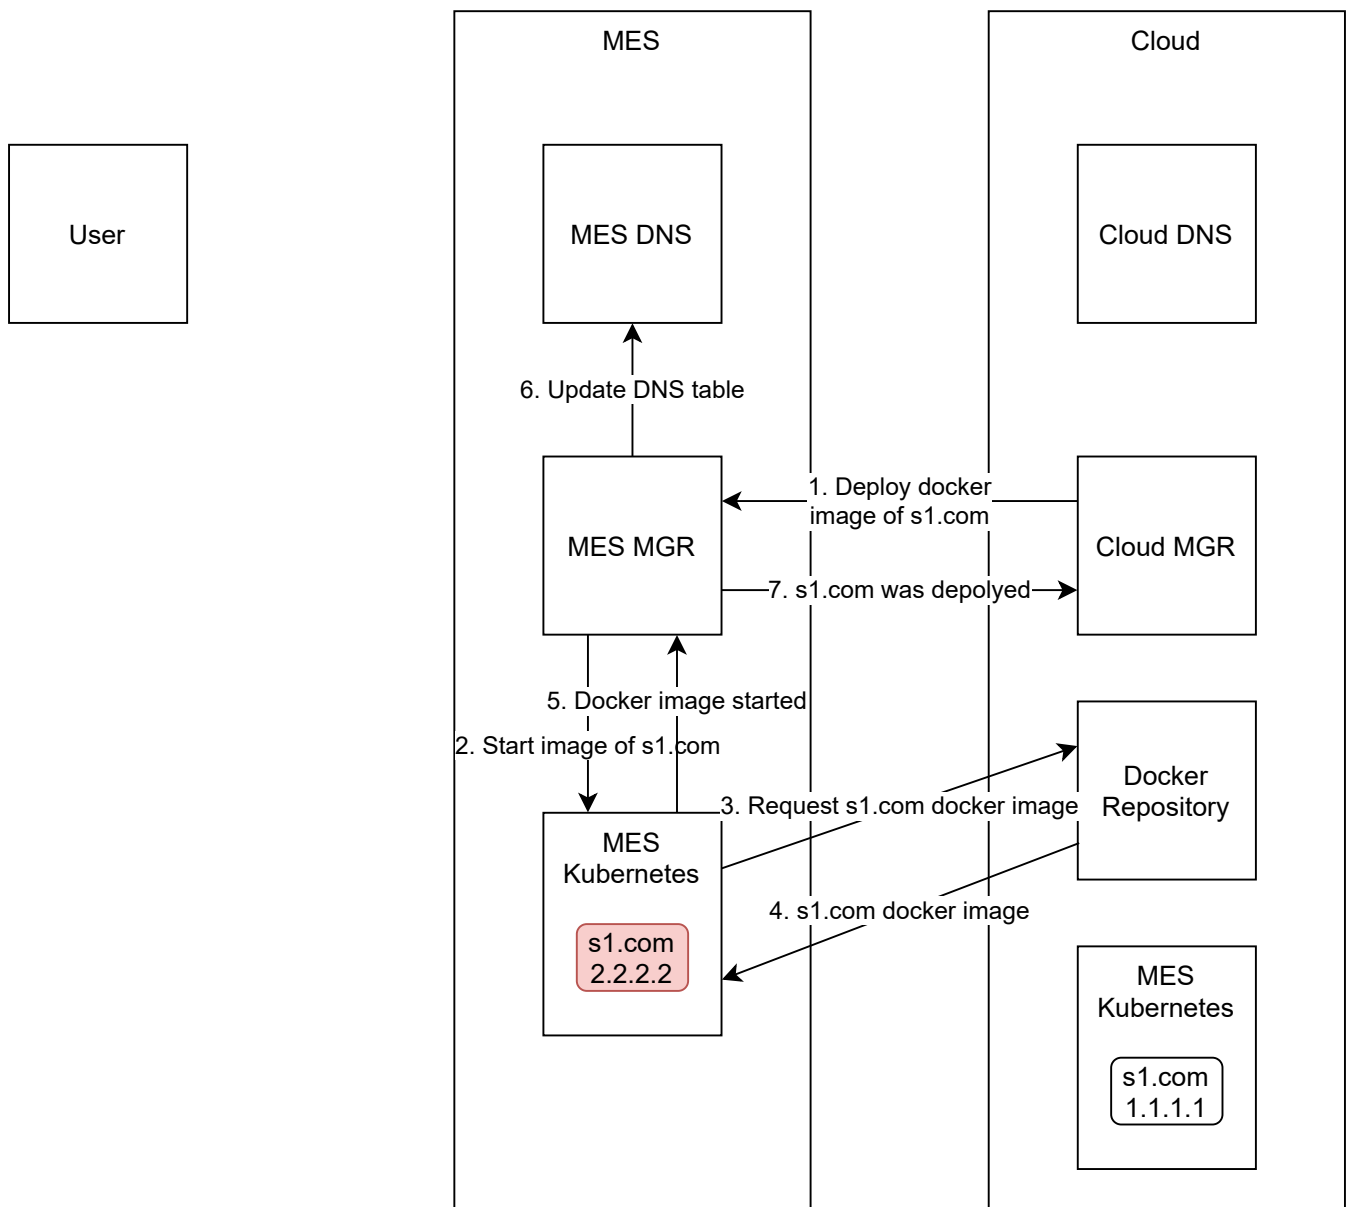 MES
Cloud
User
MES DNS
Cloud DNS
6. Update DNS table
1. Deploy docker
image of s1.com
MES MGR
Cloud MGR
7. s1.com was depolyed
5. Docker image started
2. Start image of s1.com
Docker
Repository
3. Request s1.com docker image
MES
Kubernetes
4. s1.com docker image
s1.com
2.2.2.2
MES
Kubernetes
s1.com
1.1.1.1